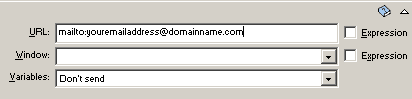 URL: mailto:youremailaddress@domainname.com Expression
Window: Expression
Variables: Don't send